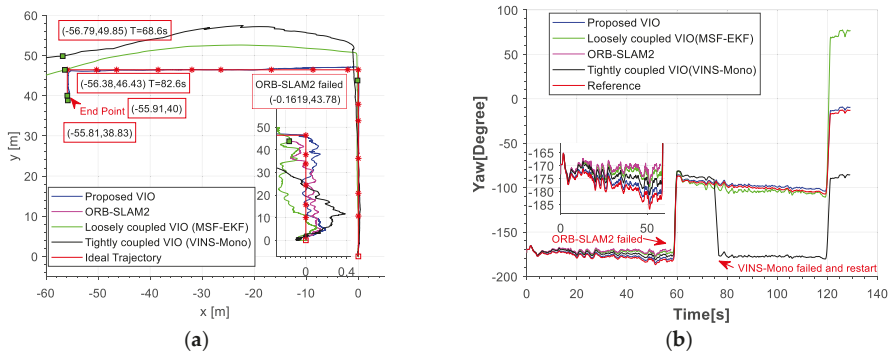 (-56.79,49.85) T=68.6s
(-56.38,46.43) T=82.6s
End Point
(-55.91,40)
(-55.81,38.83)
ORB-SLAM2 failed
(-0.1619,43.78)
Proposed VIO
ORB-SLAM2
Loosely coupled VIO (MSF-EKF)
Tightly coupled VIO (VINS-Mono)
Ideal Trajectory
60
50
40
30
20
10
0
y [m]
50
40
30
20
10
0
0 0.4
-60 -50 -40 -30 -20 -10 0
x [m]
(a)
Proposed VIO
Loosely coupled VIO(MSF-EKF)
ORB-SLAM2
Tightly coupled VIO(VINS-Mono)
Reference
100
50
0
-50
-100
-150
-200
Yaw[Degree]
-165
-170
-175
-180
-185
0 50
ORB-SLAM2 failed
VINS-Mono failed and restart
0 20 40 60 80 100 120 140
Time[s]
(b)